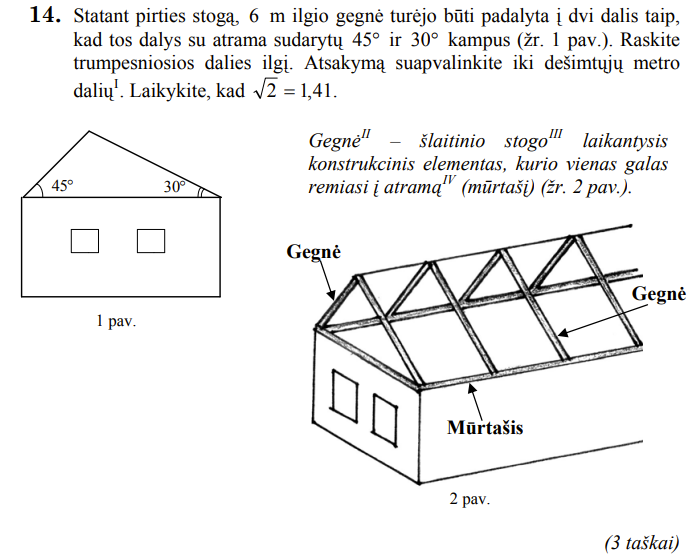 14. Statant pirties stogą, 6 m ilgio gegnė turėjo būti padalyta į dvi dalis taip,
kad tos dalys su atrama sudarytų 45° ir 30° kampus (žr. 1 pav.). Raskite
trumpesniosios dalies ilgį. Atsakymą suapvalinkite iki dešimtųjų metro
dalių^I. Laikykite, kad √2 = 1,41.
Gegnė^II – šlaitinio stogo^III laikantysis
konstrukcinis elementas, kurio vienas galas
remiasi į atramą^IV (mūrtašį) (žr. 2 pav.).
45° 30°
1 pav.
Gegnė
Gegnė
Mūrtašis
2 pav.
(3 taškai)